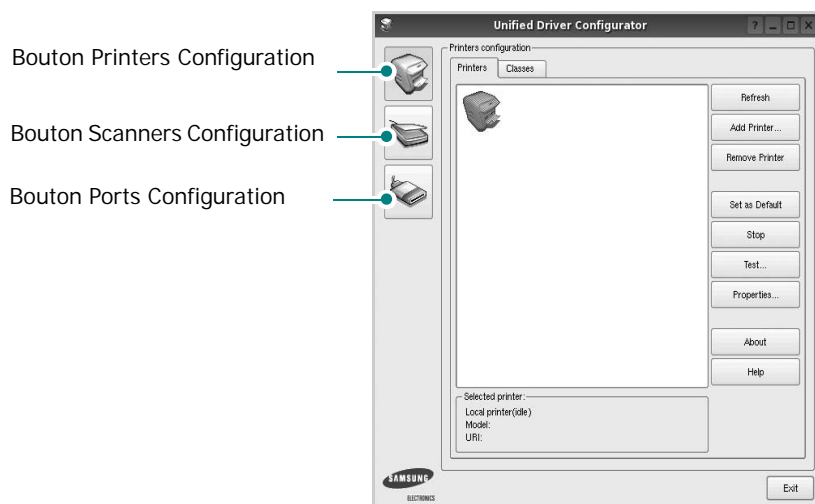 Unified Driver Configurator
Bouton Printers Configuration
Bouton Scanners Configuration
Bouton Ports Configuration
Printers configuration
Printers
Classes
Refresh
Add Printer...
Remove Printer
Set as Default
Stop
Test...
Properties...
About
Help
Selected printer:
Local printer(idle)
Model:
URI:
SAMSUNG
ELECTRONICS
Exit